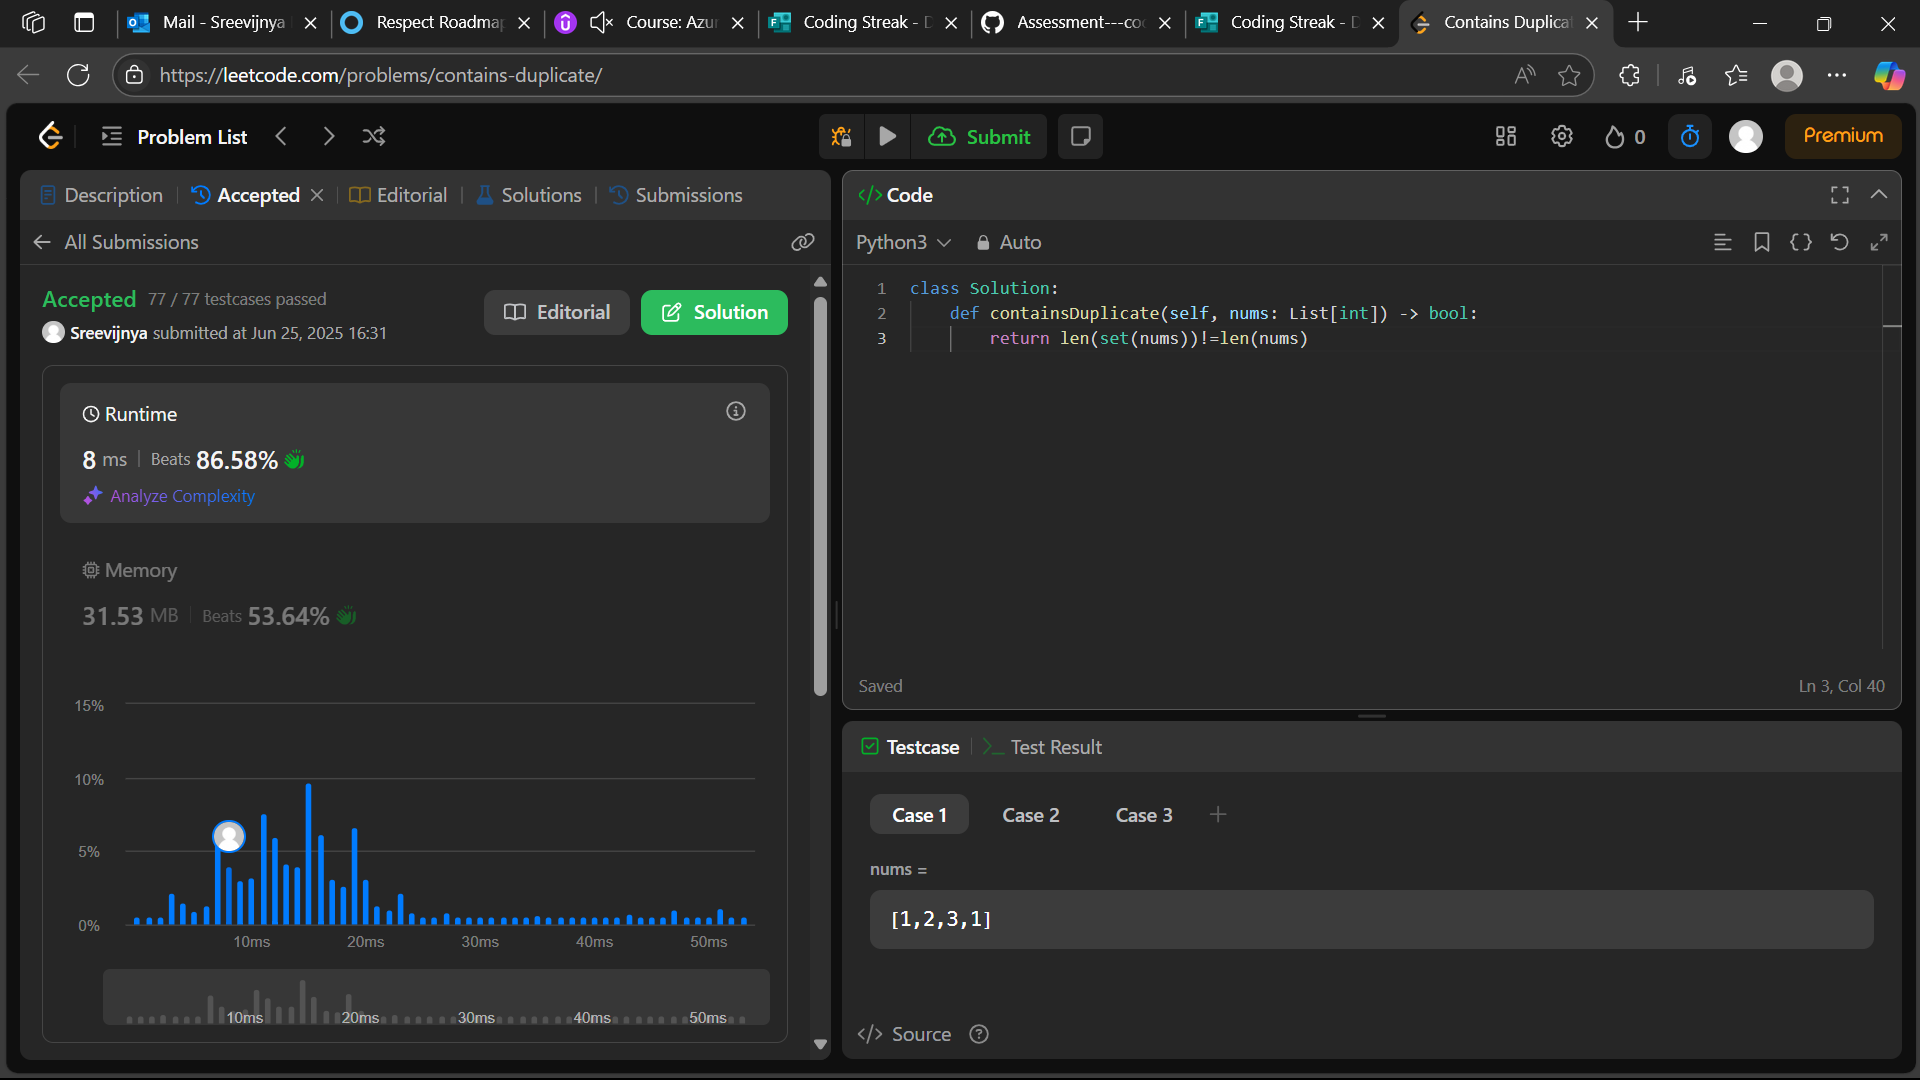 Mail - Sreevijnya
Respect Roadmap
Course: Azur
Coding Streak - D
Assessment---co
Coding Streak - D
Contains Duplicat
https://leetcode.com/problems/contains-duplicate/
Problem List
Submit
0
Premium
Description
Accepted
Editorial
Solutions
Submissions
All Submissions
Accepted 77 / 77 testcases passed
Sreevijnya submitted at Jun 25, 2025 16:31
Editorial
Solution
Runtime
8 ms Beats 86.58%
Analyze Complexity
Memory
31.53 MB Beats 53.64%
15%
10%
5%
0%
10ms 20ms 30ms 40ms 50ms
10ms 20ms 30ms 40ms 50ms
</> Code
Python3 Auto
1 class Solution:
2 def containsDuplicate(self, nums: List[int]) -> bool:
3 return len(set(nums))!=len(nums)
Saved
Ln 3, Col 40
Testcase
>_ Test Result
Case 1
Case 2
Case 3
+
nums =
[1,2,3,1]
</> Source ?